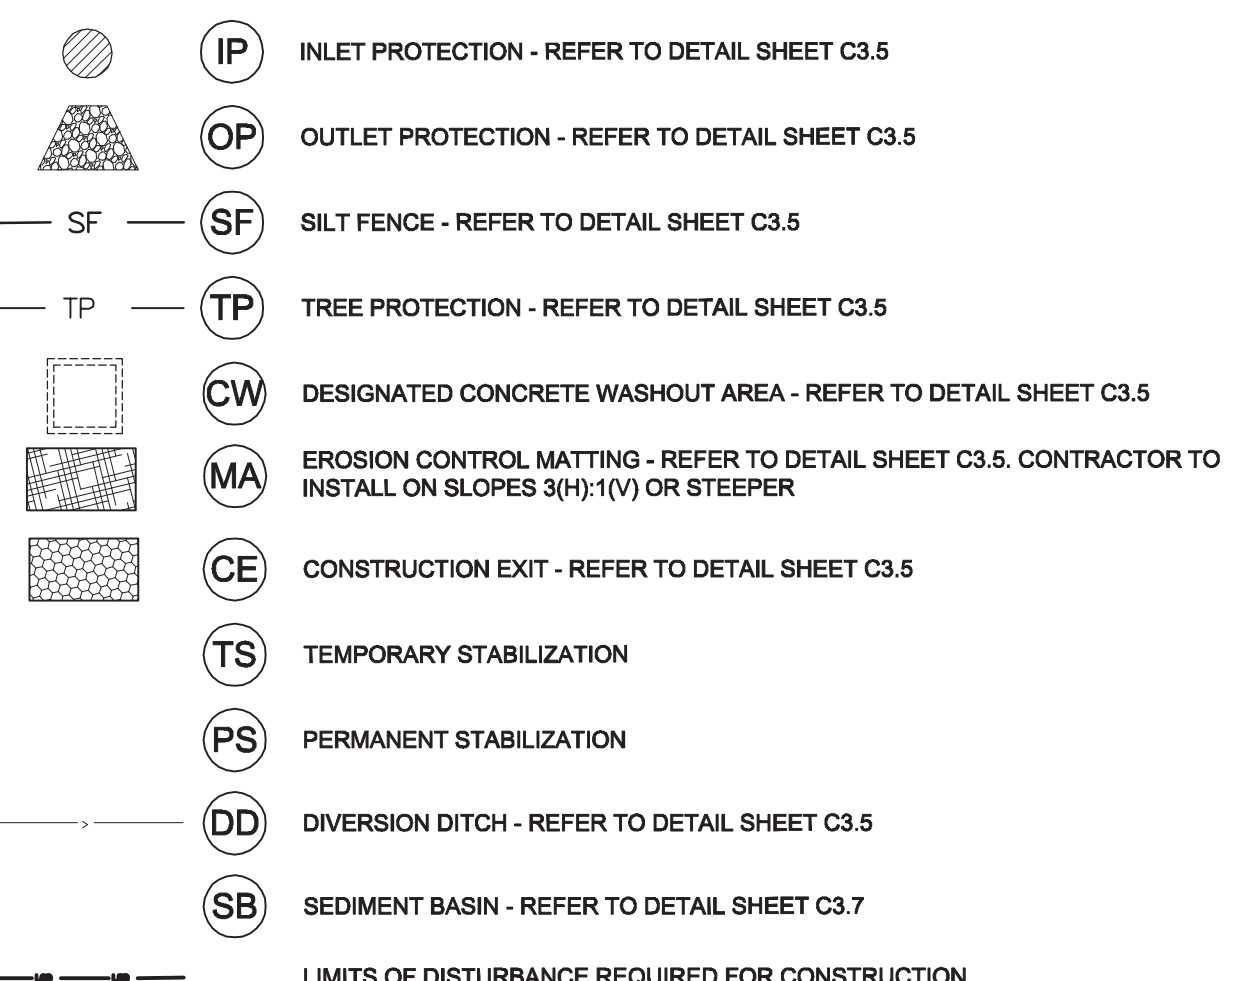 IP INLET PROTECTION - REFER TO DETAIL SHEET C3.5
OP OUTLET PROTECTION - REFER TO DETAIL SHEET C3.5
SF SF SILT FENCE - REFER TO DETAIL SHEET C3.5
TP TP TREE PROTECTION - REFER TO DETAIL SHEET C3.5
CW DESIGNATED CONCRETE WASHOUT AREA - REFER TO DETAIL SHEET C3.5
MA EROSION CONTROL MATTING - REFER TO DETAIL SHEET C3.5. CONTRACTOR TO
INSTALL ON SLOPES 3(H):1(V) OR STEEPER
CE CONSTRUCTION EXIT - REFER TO DETAIL SHEET C3.5
TS TEMPORARY STABILIZATION
PS PERMANENT STABILIZATION
DD DIVERSION DITCH - REFER TO DETAIL SHEET C3.5
SB SEDIMENT BASIN - REFER TO DETAIL SHEET C3.7
LIMITS OF DISTURBANCE REQUIRED FOR CONSTRUCTION